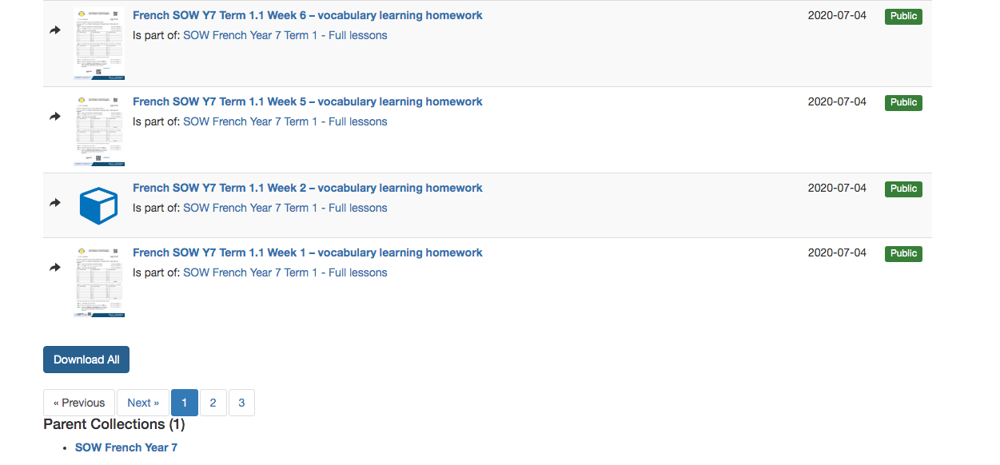 French SOW Y7 Term 1.1 Week 6 – vocabulary learning homework 2020-07-04 Public
Is part of: SOW French Year 7 Term 1 - Full lessons
French SOW Y7 Term 1.1 Week 5 – vocabulary learning homework 2020-07-04 Public
Is part of: SOW French Year 7 Term 1 - Full lessons
French SOW Y7 Term 1.1 Week 2 – vocabulary learning homework 2020-07-04 Public
Is part of: SOW French Year 7 Term 1 - Full lessons
French SOW Y7 Term 1.1 Week 1 – vocabulary learning homework 2020-07-04 Public
Is part of: SOW French Year 7 Term 1 - Full lessons
Download All
« Previous Next » 1 2 3
Parent Collections (1)
• SOW French Year 7